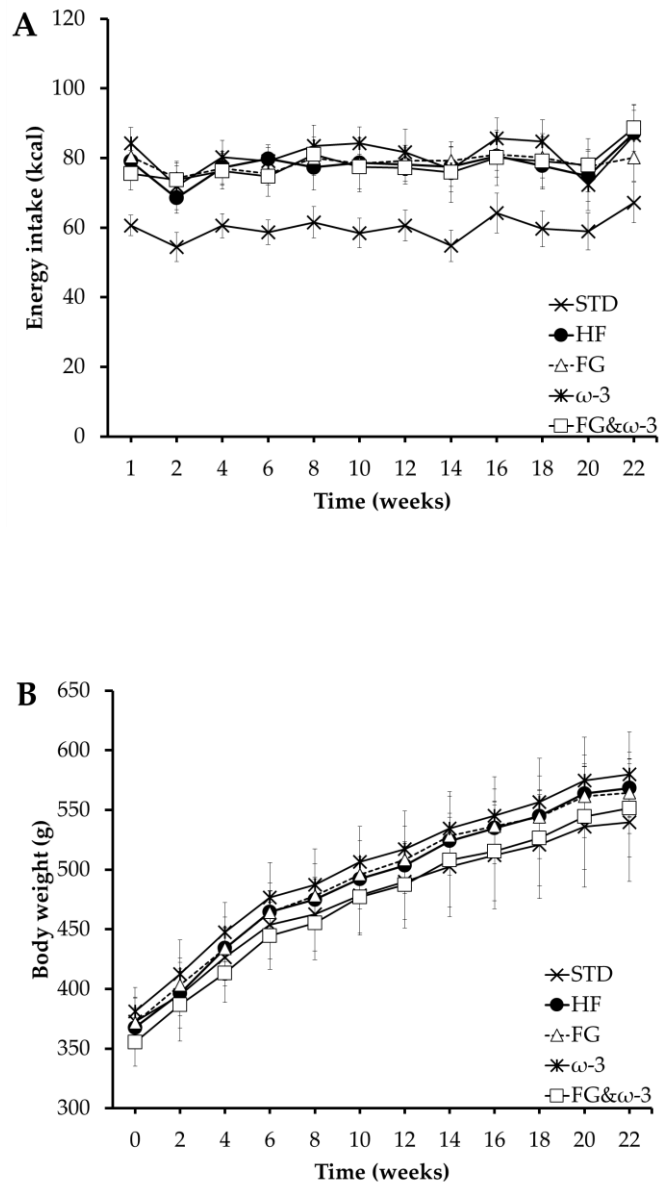 A
Energy intake (kcal)
120
100
80
60
40
20
0
STD
HF
FG
ω-3
FG&ω-3
1 2 4 6 8 10 12 14 16 18 20 22
Time (weeks)
B
Body weight (g)
650
600
550
500
450
400
350
300
STD
HF
FG
ω-3
FG&ω-3
0 2 4 6 8 10 12 14 16 18 20 22
Time (weeks)